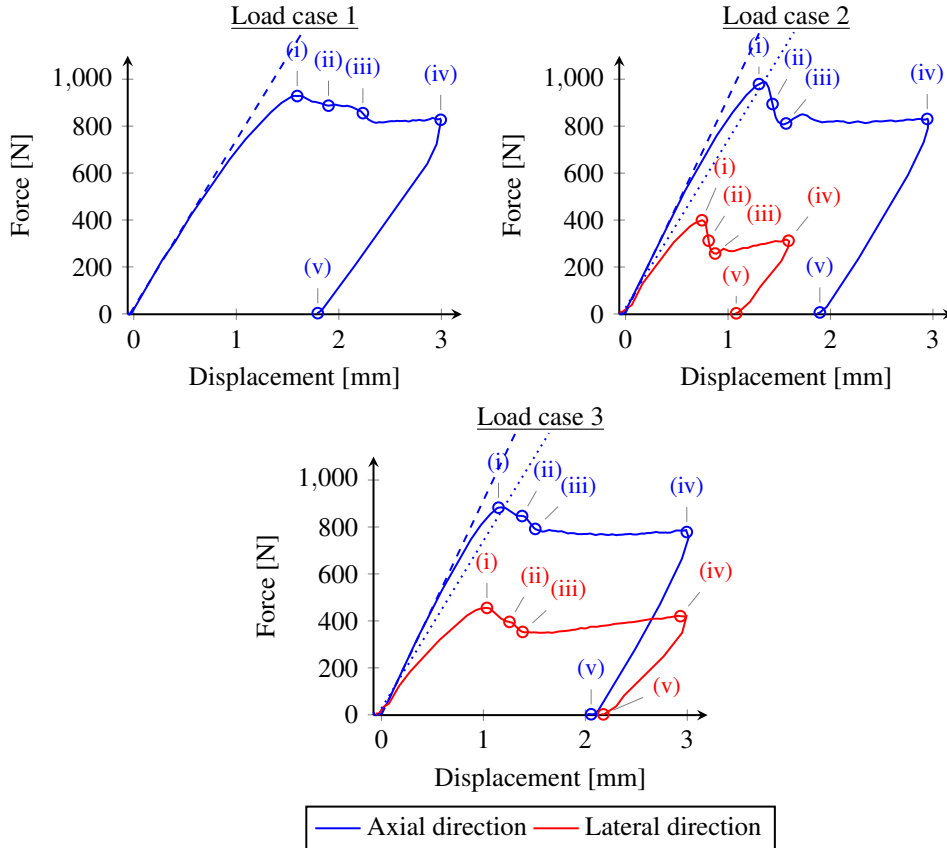 Load case 1
(i) (ii) (iii) (iv)
1,000
800
600
400
200
0
(v)
Force [N]
0 1 2 3
Displacement [mm]
Load case 2
(i) (ii) (iii) (iv)
1,000
800
600
400
200
0
(i) (ii) (iii) (iv)
(v) (v)
Force [N]
0 1 2 3
Displacement [mm]
Load case 3
(i) (ii) (iii) (iv)
1,000
800
600
400
200
0
(i) (ii) (iii) (iv)
(v) (v)
Force [N]
0 1 2 3
Displacement [mm]
Axial direction Lateral direction